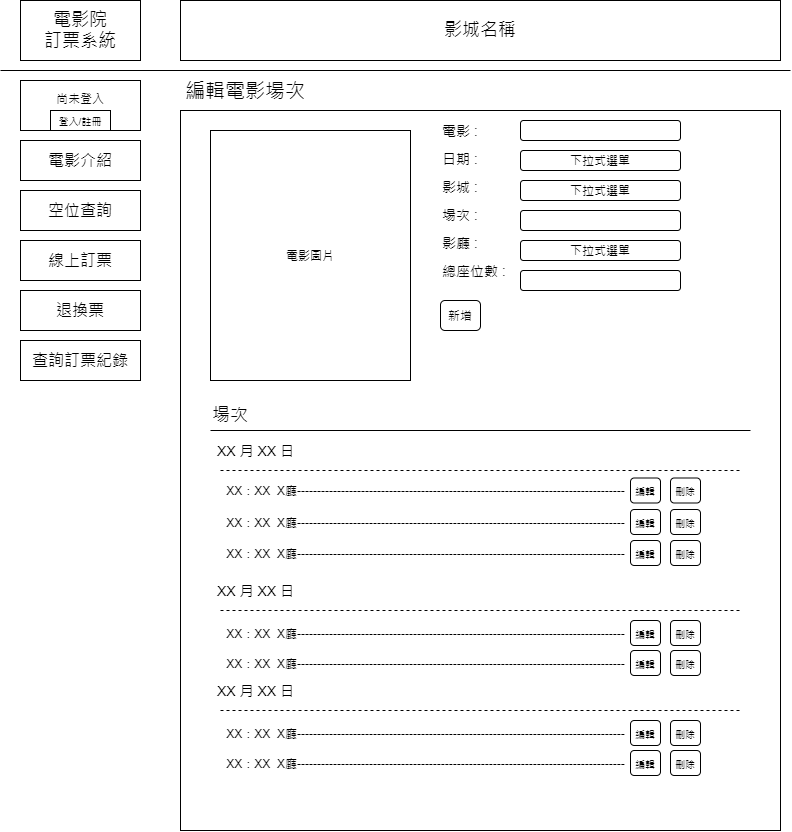 電影院
訂票系統
影城名稱
尚未登入
登入/註冊
電影介紹
空位查詢
線上訂票
退換票
查詢訂票紀錄
編輯電影場次
電影圖片
電影：
日期： 下拉式選單
影城： 下拉式選單
場次：
影廳： 下拉式選單
總座位數：
新增
場次
XX 月 XX 日
XX：XX X廳 編輯 刪除
XX：XX X廳 編輯 刪除
XX：XX X廳 編輯 刪除
XX 月 XX 日
XX：XX X廳 編輯 刪除
XX：XX X廳 編輯 刪除
XX 月 XX 日
XX：XX X廳 編輯 刪除
XX：XX X廳 編輯 刪除